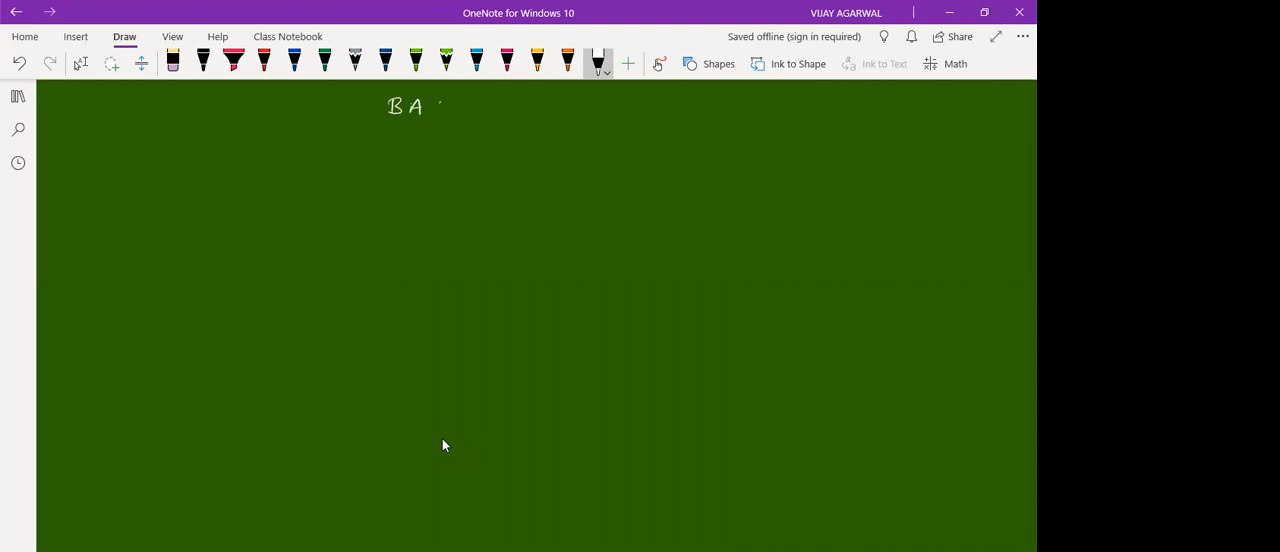 OneNote for Windows 10 VIJAY AGARWAL
Home Insert Draw View Help Class Notebook Saved offline (sign in required) Share
Shapes Ink to Shape Ink to Text Math
B A